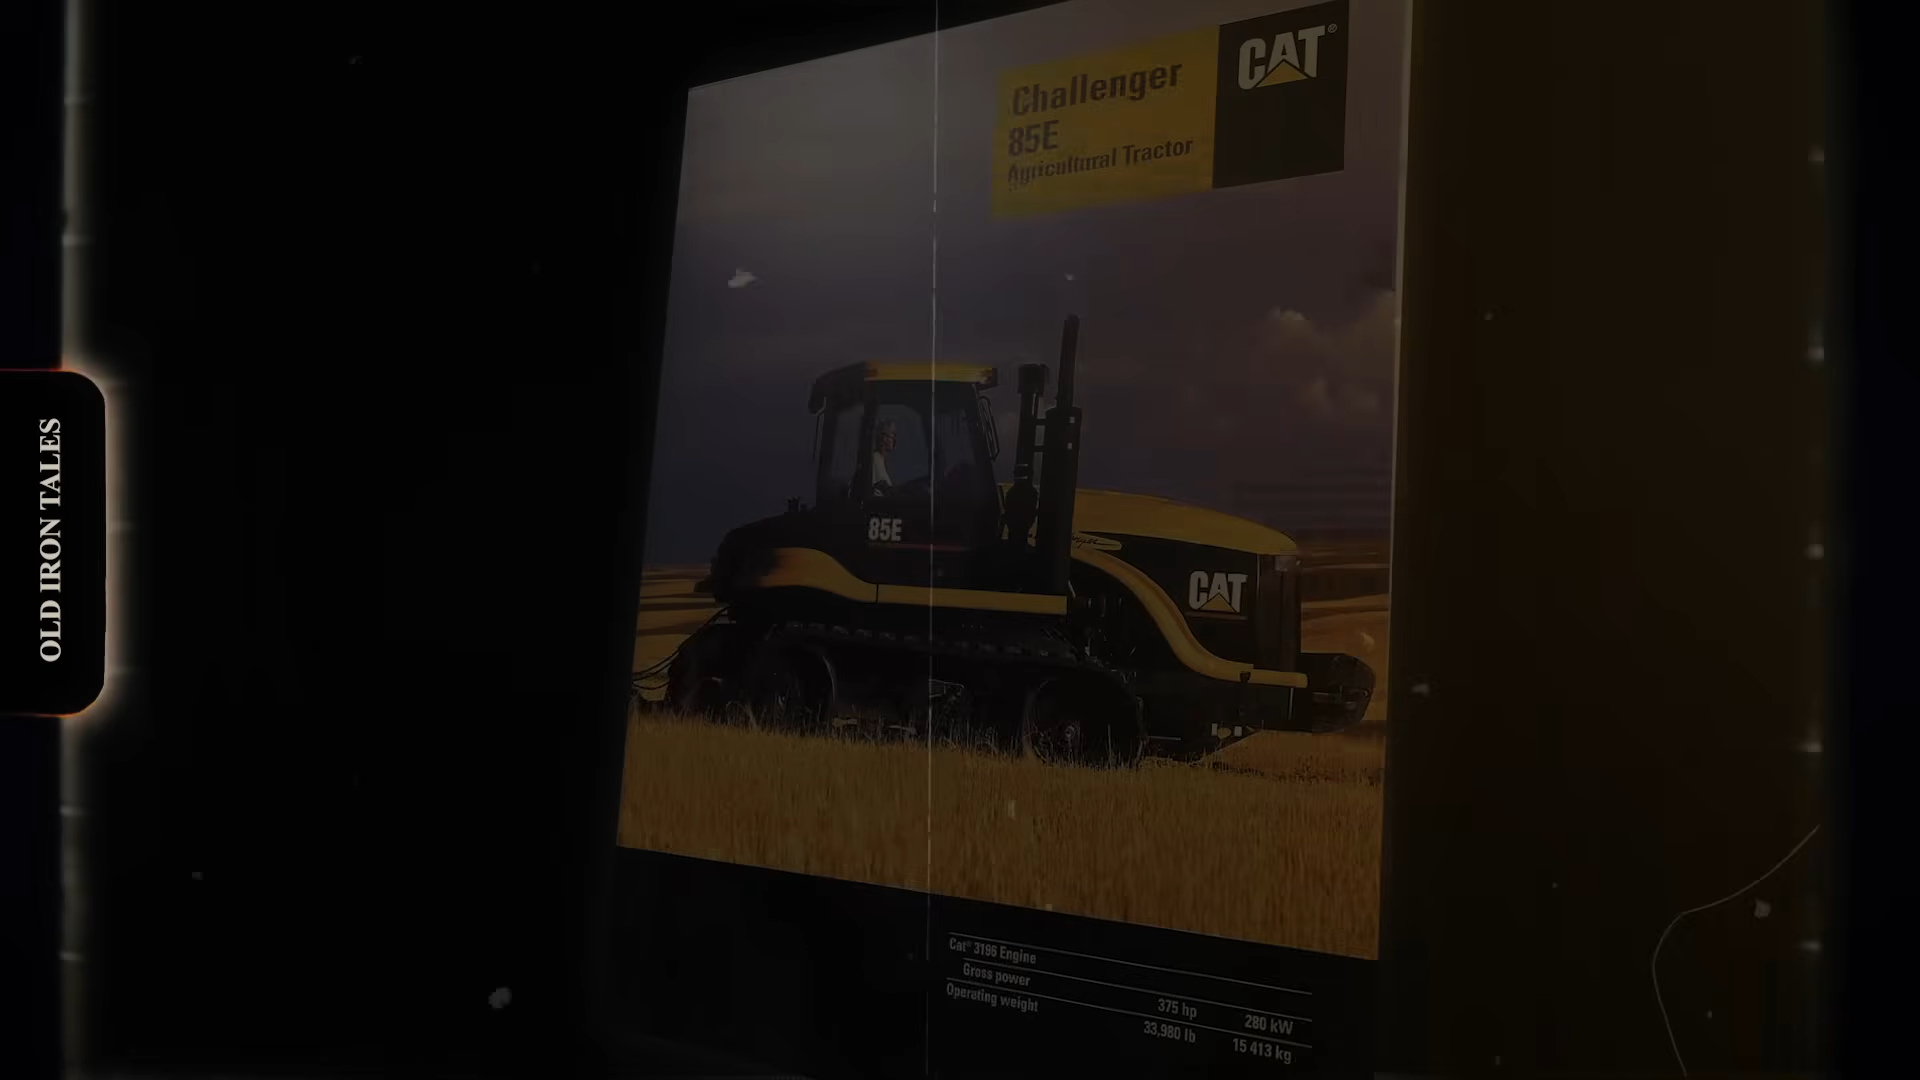 OLD IRON TALES
Challenger
85E
Agricultural Tractor
CAT®
85E
CAT
Cat® 3196 Engine
Gross power 375 hp 280 kW
Operating weight 33,980 lb 15 413 kg